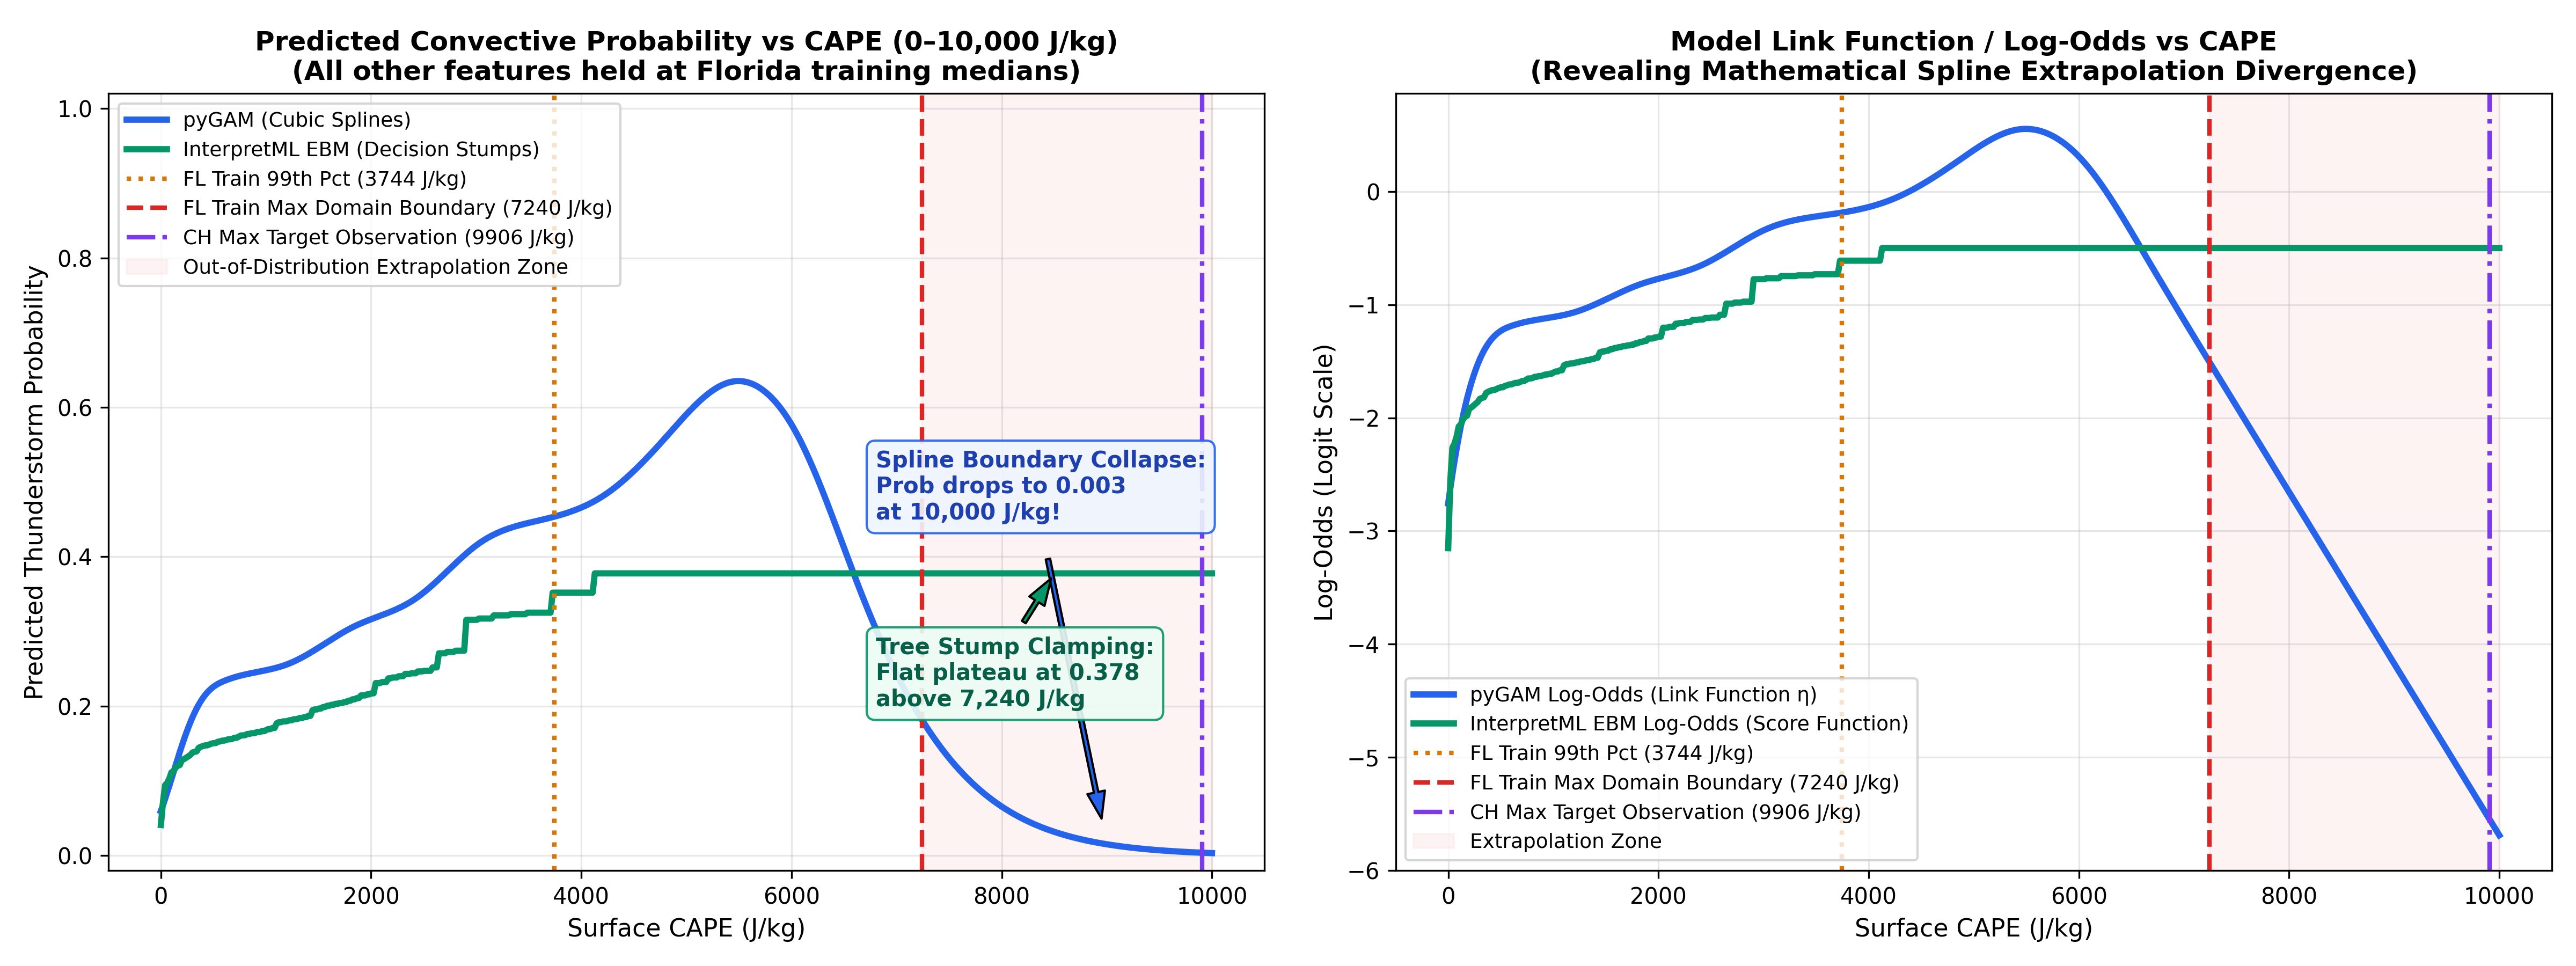 Predicted Convective Probability vs CAPE (0–10,000 J/kg)
(All other features held at Florida training medians)
Predicted Thunderstorm Probability
1.0
0.8
0.6
0.4
0.2
0.0
pyGAM (Cubic Splines)
InterpretML EBM (Decision Stumps)
FL Train 99th Pct (3744 J/kg)
FL Train Max Domain Boundary (7240 J/kg)
CH Max Target Observation (9906 J/kg)
Out-of-Distribution Extrapolation Zone
Spline Boundary Collapse:
Prob drops to 0.003
at 10,000 J/kg!
Tree Stump Clamping:
Flat plateau at 0.378
above 7,240 J/kg
0
2000
4000
6000
8000
10000
Surface CAPE (J/kg)
Model Link Function / Log-Odds vs CAPE
(Revealing Mathematical Spline Extrapolation Divergence)
Log-Odds (Logit Scale)
0
−1
−2
−3
−4
−5
−6
pyGAM Log-Odds (Link Function η)
InterpretML EBM Log-Odds (Score Function)
FL Train 99th Pct (3744 J/kg)
FL Train Max Domain Boundary (7240 J/kg)
CH Max Target Observation (9906 J/kg)
Extrapolation Zone
0
2000
4000
6000
8000
10000
Surface CAPE (J/kg)